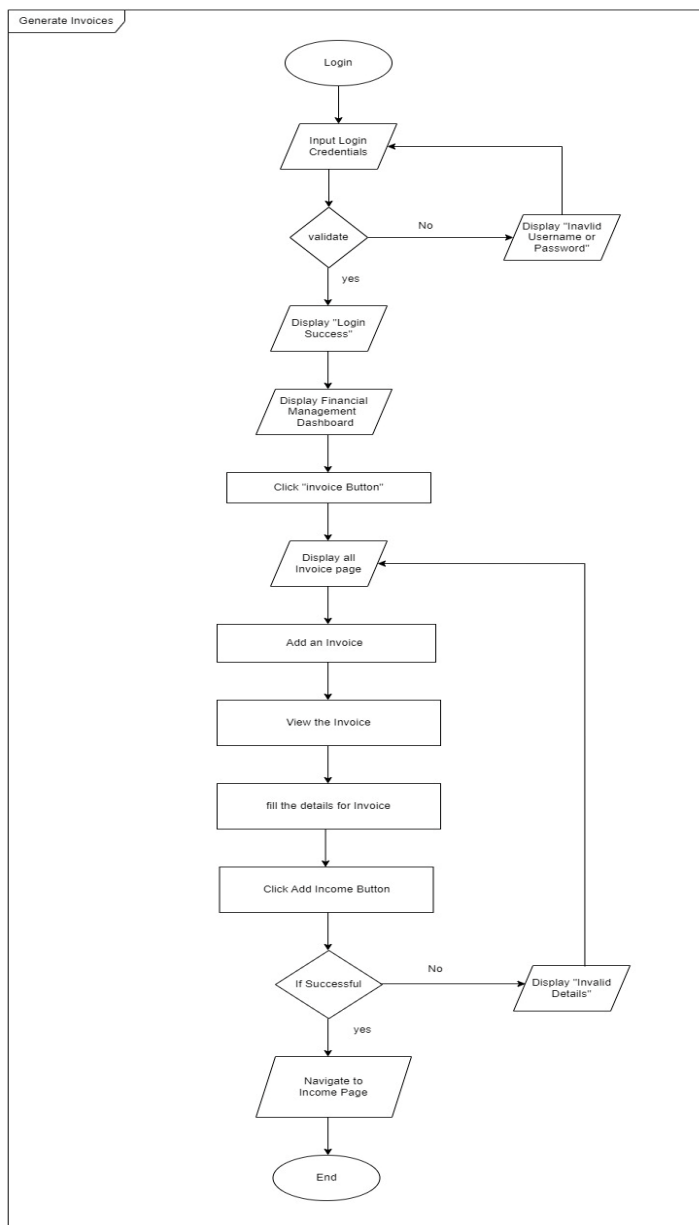 Generate Invoices
Login
Input Login
Credentials
validate
No
Display "Inavlid
Username or
Password"
yes
Display "Login
Success"
Display Financial
Management
Dashboard
Click "invoice Button"
Display all
Invoice page
Add an Invoice
View the Invoice
fill the details for Invoice
Click Add Income Button
If Successful
No
Display "Invalid
Details"
yes
Navigate to
Income Page
End